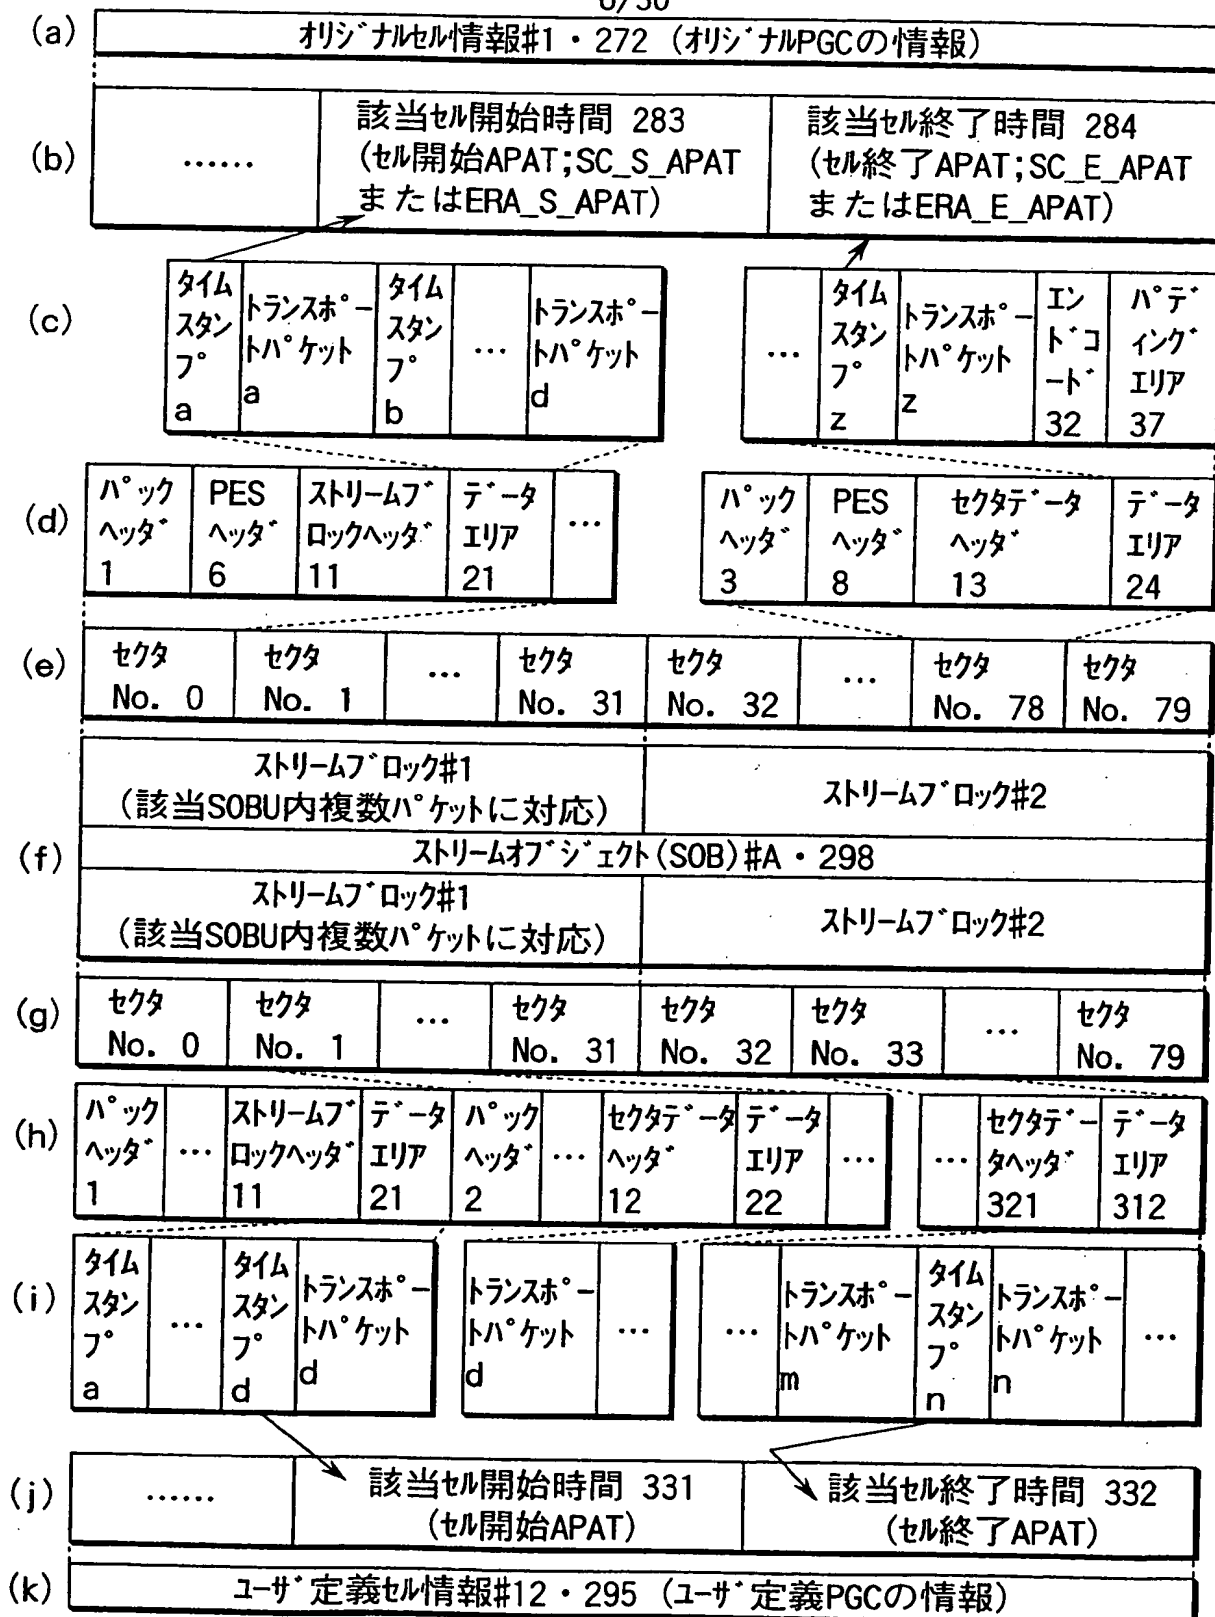 6/30
(a) オリジナルセル情報#1・272 (オリジナルPGCの情報)
(b) …… 該当セル開始時間 283 該当セル終了時間 284
(セル開始APAT;SC_S_APAT (セル終了APAT;SC_E_APAT
またはERA_S_APAT) またはERA_E_APAT)
(c)
タイム
スタン
プ
a
トランスポー
トパケット
a
タイム
スタン
プ
b
…
トランスポー
トパケット
d
…
タイム
スタン
プ
z
トランスポー
トパケット
z
エン
ドコ
ード
32
パデ
ィング
エリア
37
(d)
パック
ヘッダ
1
PES
ヘッダ
6
ストリームブ
ロックヘッダ
11
データ
エリア
21
…
パック
ヘッダ
3
PES
ヘッダ
8
セクタデータ
ヘッダ
13
データ
エリア
24
(e)
セクタ
No. 0
セクタ
No. 1
…
セクタ
No. 31
セクタ
No. 32
…
セクタ
No. 78
セクタ
No. 79
(f)
ストリームブロック#1
(該当SOBU内複数パケットに対応)
ストリームブロック#2
ストリームオブジェクト(SOB)#A・298
ストリームブロック#1
(該当SOBU内複数パケットに対応)
ストリームブロック#2
(g)
セクタ
No. 0
セクタ
No. 1
…
セクタ
No. 31
セクタ
No. 32
セクタ
No. 33
…
セクタ
No. 79
(h)
パック
ヘッダ
1
…
ストリームブ
ロックヘッダ
11
データ
エリア
21
パック
ヘッダ
2
…
セクタデータ
ヘッダ
12
データ
エリア
22
…
…
セクタデー
タヘッダ
321
データ
エリア
312
(i)
タイム
スタン
プ
a
…
タイム
スタン
プ
d
トランスポー
トパケット
d
トランスポー
トパケット
d
…
…
トランスポー
トパケット
m
タイム
スタン
プ
n
トランスポー
トパケット
n
…
(j) …… 該当セル開始時間 331 該当セル終了時間 332
(セル開始APAT) (セル終了APAT)
(k) ユーザ定義セル情報#12・295 (ユーザ定義PGCの情報)